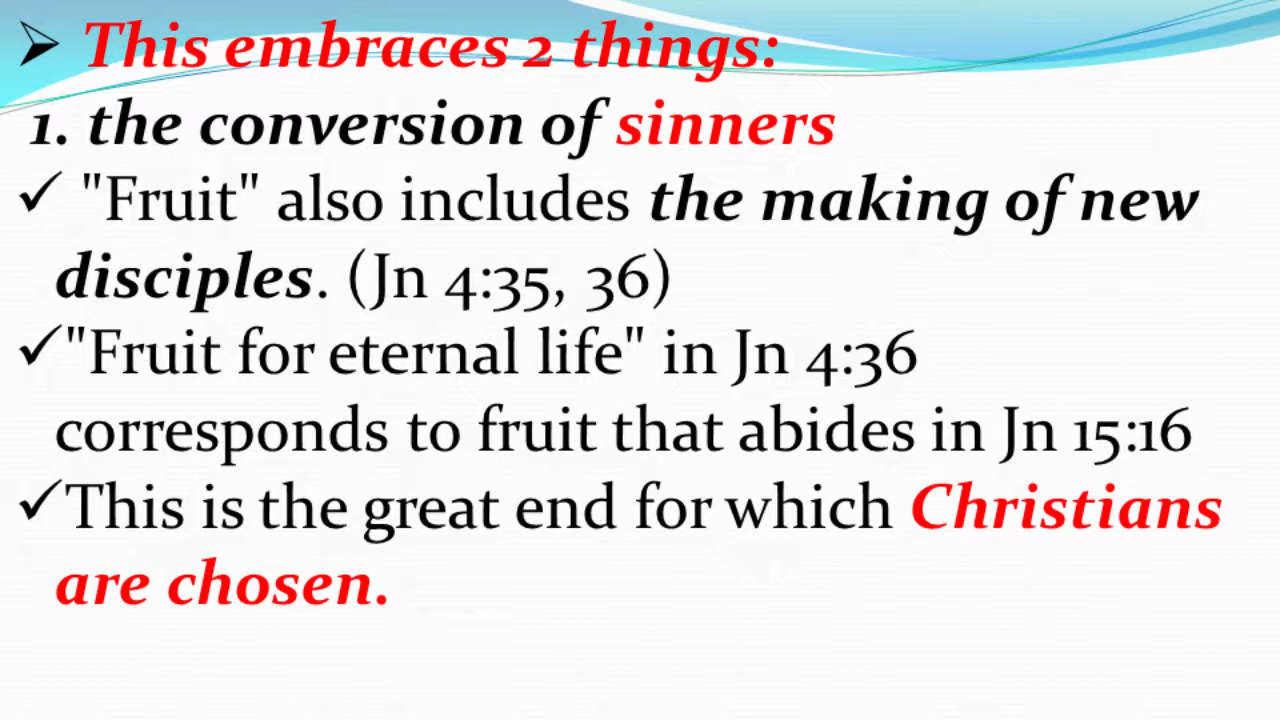 ➢ This embraces 2 things:
1. the conversion of sinners
✓ "Fruit" also includes the making of new
disciples. (Jn 4:35, 36)
✓"Fruit for eternal life" in Jn 4:36
corresponds to fruit that abides in Jn 15:16
✓This is the great end for which Christians
are chosen.